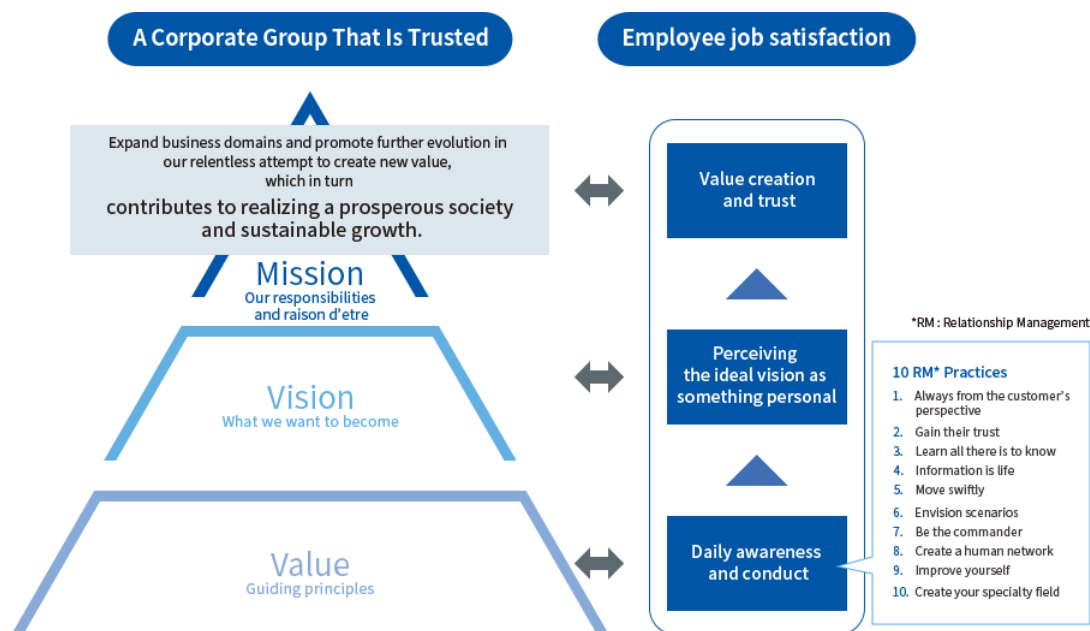 A Corporate Group That Is Trusted
Expand business domains and promote further evolution in
our relentless attempt to create new value,
which in turn
contributes to realizing a prosperous society
and sustainable growth.
Mission
Our responsibilities
and raison d'etre
Vision
What we want to become
Value
Guiding principles
Employee job satisfaction
Value creation
and trust
Perceiving
the ideal vision as
something personal
Daily awareness
and conduct
*RM : Relationship Management
10 RM* Practices
1. Always from the customer's
perspective
2. Gain their trust
3. Learn all there is to know
4. Information is life
5. Move swiftly
6. Envision scenarios
7. Be the commander
8. Create a human network
9. Improve yourself
10. Create your specialty field